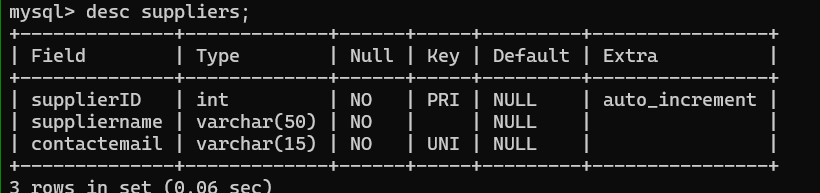 mysql> desc suppliers;
+--------------+-------------+------+-----+---------+----------------+
| Field        | Type        | Null | Key | Default | Extra          |
+--------------+-------------+------+-----+---------+----------------+
| supplierID   | int         | NO   | PRI | NULL    | auto_increment |
| suppliername | varchar(50) | NO   |     | NULL    |                |
| contactemail | varchar(15) | NO   | UNI | NULL    |                |
+--------------+-------------+------+-----+---------+----------------+
3 rows in set (0.06 sec)